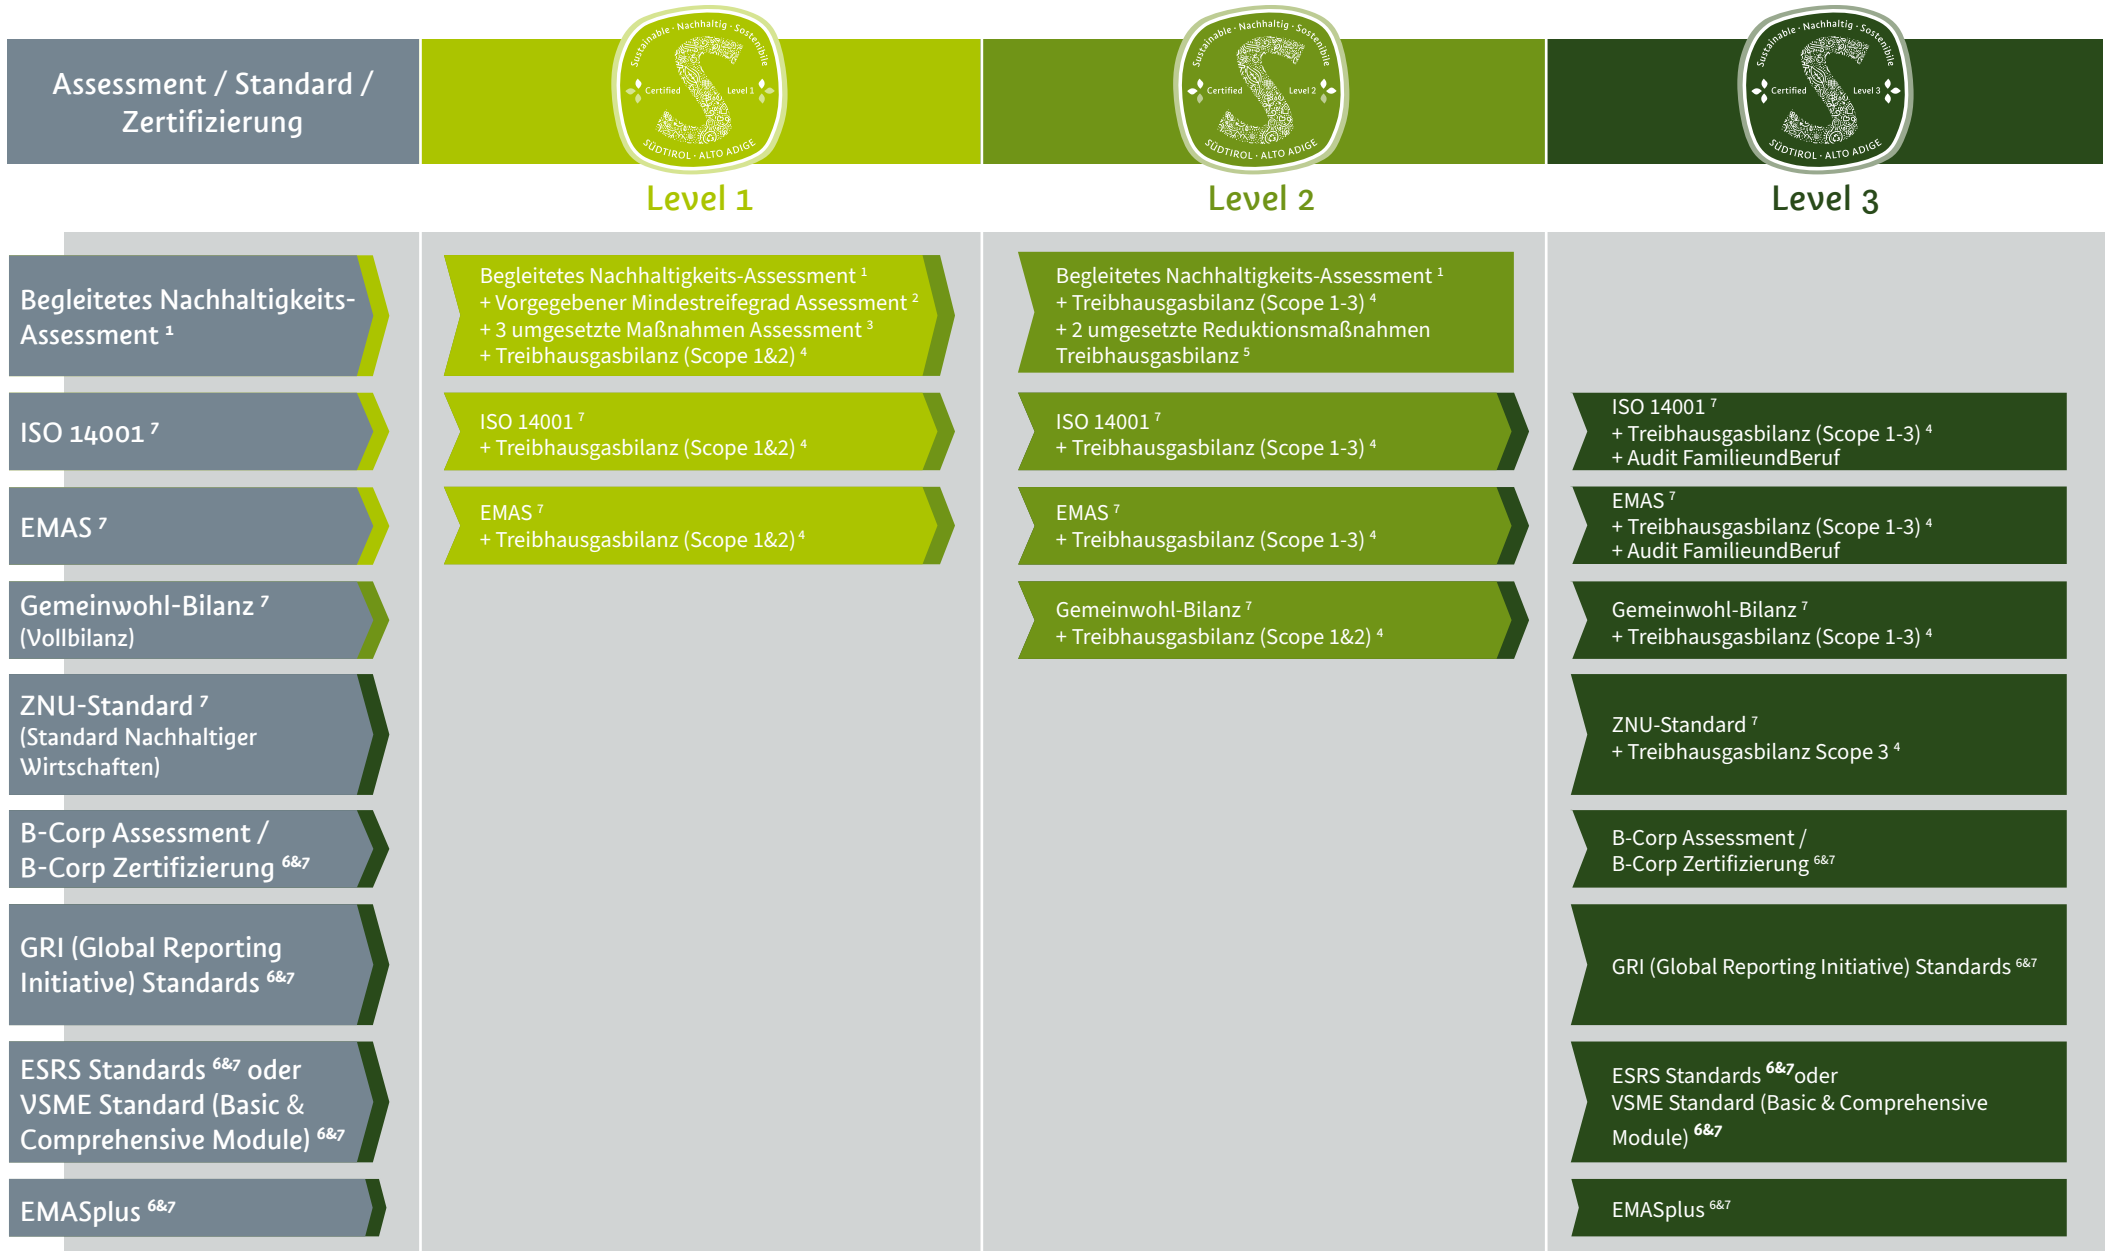 Assessment / Standard /
Zertifizierung
Sustainable · Nachhaltig · Sostenibile
Certified
Level 1
SÜDTIROL · ALTO ADIGE
Level 1
Sustainable · Nachhaltig · Sostenibile
Certified
Level 2
SÜDTIROL · ALTO ADIGE
Level 2
Sustainable · Nachhaltig · Sostenibile
Certified
Level 3
SÜDTIROL · ALTO ADIGE
Level 3
Begleitetes Nachhaltigkeits-
Assessment ¹
Begleitetes Nachhaltigkeits-Assessment ¹
+ Vorgegebener Mindestreifegrad Assessment ²
+ 3 umgesetzte Maßnahmen Assessment ³
+ Treibhausgasbilanz (Scope 1&2) ⁴
Begleitetes Nachhaltigkeits-Assessment ¹
+ Treibhausgasbilanz (Scope 1-3) ⁴
+ 2 umgesetzte Reduktionsmaßnahmen
Treibhausgasbilanz ⁵
ISO 14001 ⁷
ISO 14001 ⁷
+ Treibhausgasbilanz (Scope 1&2) ⁴
ISO 14001 ⁷
+ Treibhausgasbilanz (Scope 1-3) ⁴
ISO 14001 ⁷
+ Treibhausgasbilanz (Scope 1-3) ⁴
+ Audit FamilieundBeruf
EMAS ⁷
EMAS ⁷
+ Treibhausgasbilanz (Scope 1&2) ⁴
EMAS ⁷
+ Treibhausgasbilanz (Scope 1-3) ⁴
EMAS ⁷
+ Treibhausgasbilanz (Scope 1-3) ⁴
+ Audit FamilieundBeruf
Gemeinwohl-Bilanz ⁷
(Vollbilanz)
Gemeinwohl-Bilanz ⁷
+ Treibhausgasbilanz (Scope 1&2) ⁴
Gemeinwohl-Bilanz ⁷
+ Treibhausgasbilanz (Scope 1-3) ⁴
ZNU-Standard ⁷
(Standard Nachhaltiger
Wirtschaften)
ZNU-Standard ⁷
+ Treibhausgasbilanz Scope 3 ⁴
B-Corp Assessment /
B-Corp Zertifizierung ⁶&⁷
B-Corp Assessment /
B-Corp Zertifizierung ⁶&⁷
GRI (Global Reporting
Initiative) Standards ⁶&⁷
GRI (Global Reporting Initiative) Standards ⁶&⁷
ESRS Standards ⁶&⁷ oder
VSME Standard (Basic &
Comprehensive Module) ⁶&⁷
ESRS Standards ⁶&⁷oder
VSME Standard (Basic & Comprehensive
Module) ⁶&⁷
EMASplus ⁶&⁷
EMASplus ⁶&⁷